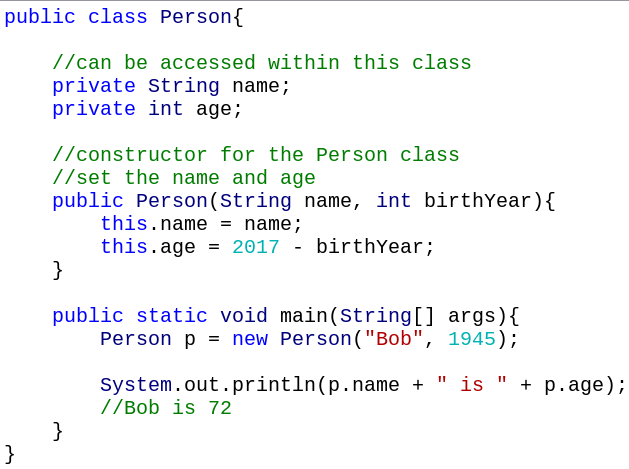 public class Person{
//can be accessed within this class
private String name;
private int age;
//constructor for the Person class
//set the name and age
public Person(String name, int birthYear){
this.name = name;
this.age = 2017 - birthYear;
}
public static void main(String[] args){
Person p = new Person("Bob", 1945);
System.out.println(p.name + " is " + p.age);
//Bob is 72
}
}